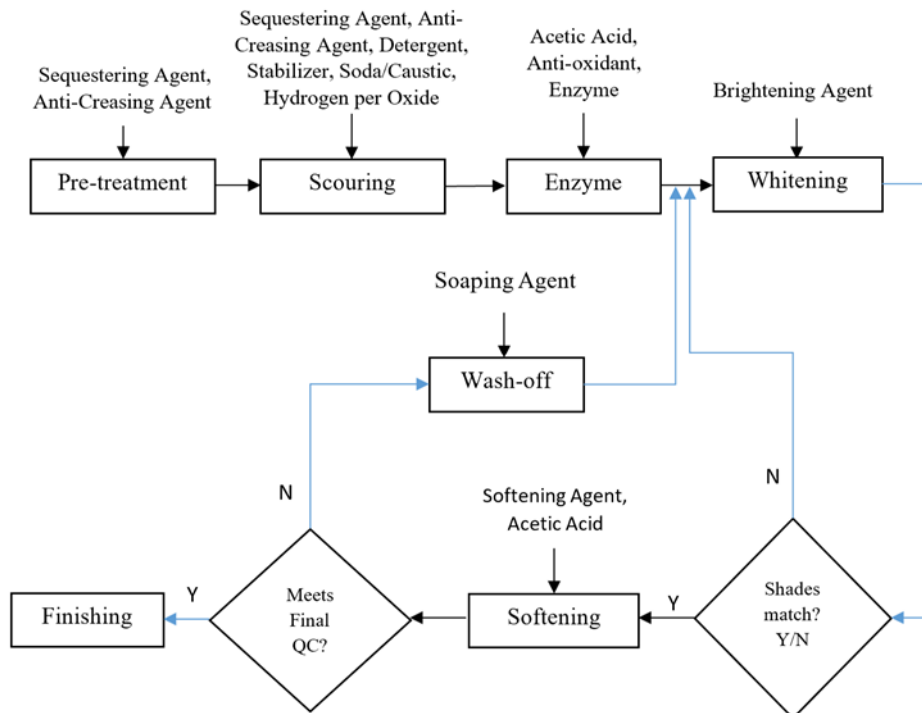 Sequestering Agent,
Anti-Creasing Agent
Sequestering Agent, Anti-
Creasing Agent, Detergent,
Stabilizer, Soda/Caustic,
Hydrogen per Oxide
Acetic Acid,
Anti-oxidant,
Enzyme
Brightening Agent
Pre-treatment
Scouring
Enzyme
Whitening
Soaping Agent
Wash-off
N
N
Softening Agent,
Acetic Acid
Finishing
Y
Meets
Final
QC?
Softening
Y
Shades
match?
Y/N